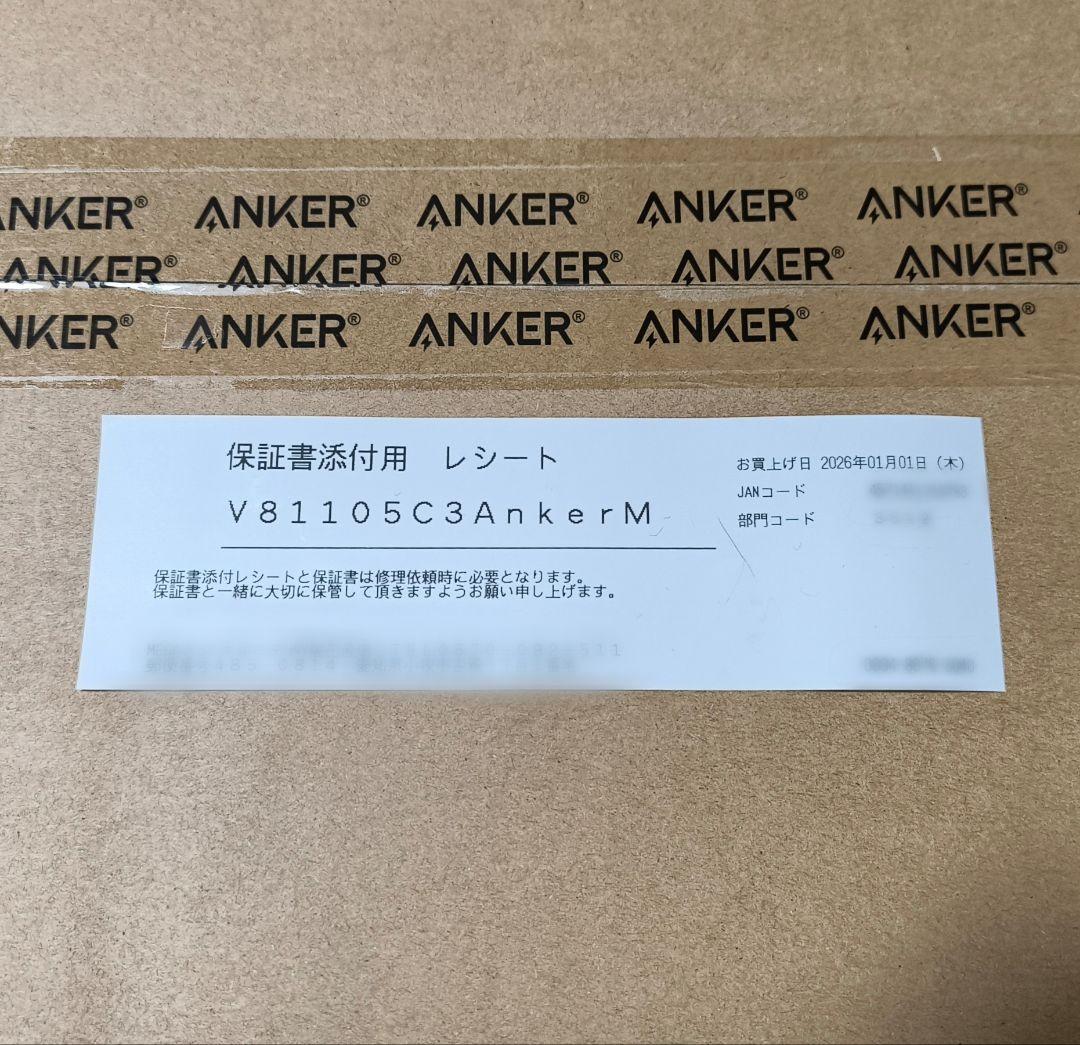 ANKER® ANKER® ANKER® ANKER® ANKER®
ANKER® ANKER® ANKER® ANKER® ANKER®
ANKER® ANKER® ANKER® ANKER® ANKER®
保証書添付用 レシート
V81105C3AnkerM
お買上げ日 2026年01月01日（木）
JANコード
部門コード
保証書添付レシートと保証書は修理依頼時に必要となります。
保証書と一緒に大切に保管して頂きますようお願い申し上げます。